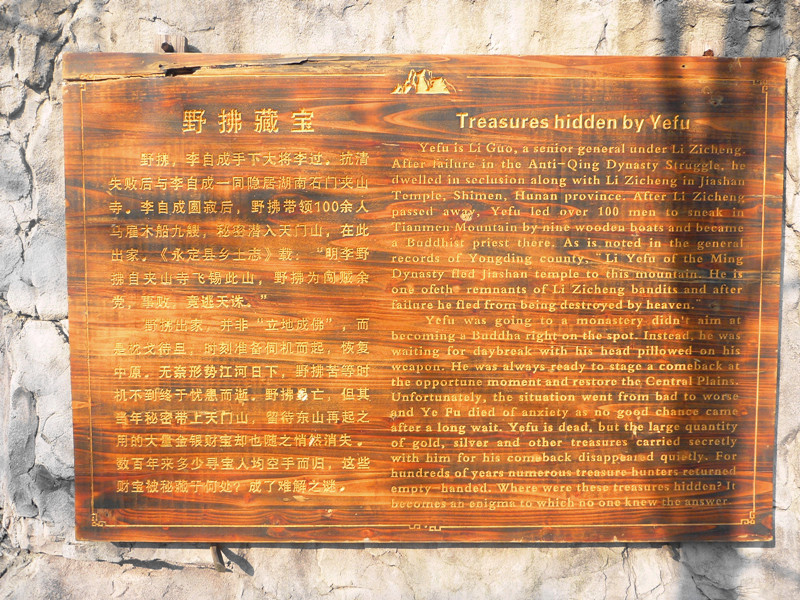 野拂藏宝
野拂，李自成手下大将李过。抗清
失败后与李自成一同隐居湖南石门夹山
寺。李自成圆寂后，野拂带领100余人
乌雇木船九艘，秘密潜入天门山，在此
出家。《永定县乡土志》载：“明李野
拂自夹山寺飞锡此山，野拂为闯贼余
党，事败，竟逃天诛。”
野拂出家，并非“立地成佛”，而
是枕戈待旦，时刻准备伺机而起，恢复
中原。无奈形势江河日下，野拂苦等时
机不到终于忧患而逝。野拂虽亡，但其
当年秘密带上天门山，留待东山再起之
用的大量金银财宝却也随之悄然消失。
数百年来多少寻宝人均空手而归，这些
财宝被秘藏于何处？成了难解之谜。
Treasures hidden by Yefu
Yefu is Li Guo, a senior general under Li Zicheng.
After failure in the Anti-Qing Dynasty Struggle, he
dwelled in seclusion along with Li Zicheng in Jiashan
Temple, Shimen, Hunan province. After Li Zicheng
passed away, Yefu led over 100 men to sneak in
Tianmen Mountain by nine wooden boats and became
a Buddhist priest there. As is noted in the general
records of Yongding county, "Li Yefu of the Ming
Dynasty fled Jiashan temple to this mountain. He is
one ofethe remnants of Li Zicheng bandits and after
failure he fled from being destroyed by heaven."
Yefu was going to a monastery didn't aim at
becoming a Buddha right on the spot. Instead, he was
waiting for daybreak with his head pillowed on his
weapon. He was always ready to stage a comeback at
the opportune moment and restore the Central Plains.
Unfortunately, the situation went from bad to worse
and Ye Fu died of anxiety as no good chance came
after a long wait. Yefu is dead, but the large quantity
of gold, silver and other treasures carried secretly
with him for his comeback disappeared quietly. For
hundreds of years numerous treasure hunters returned
empty-handed. Where were these treasures hidden? It
becomes an enigma to which no one knew the answer